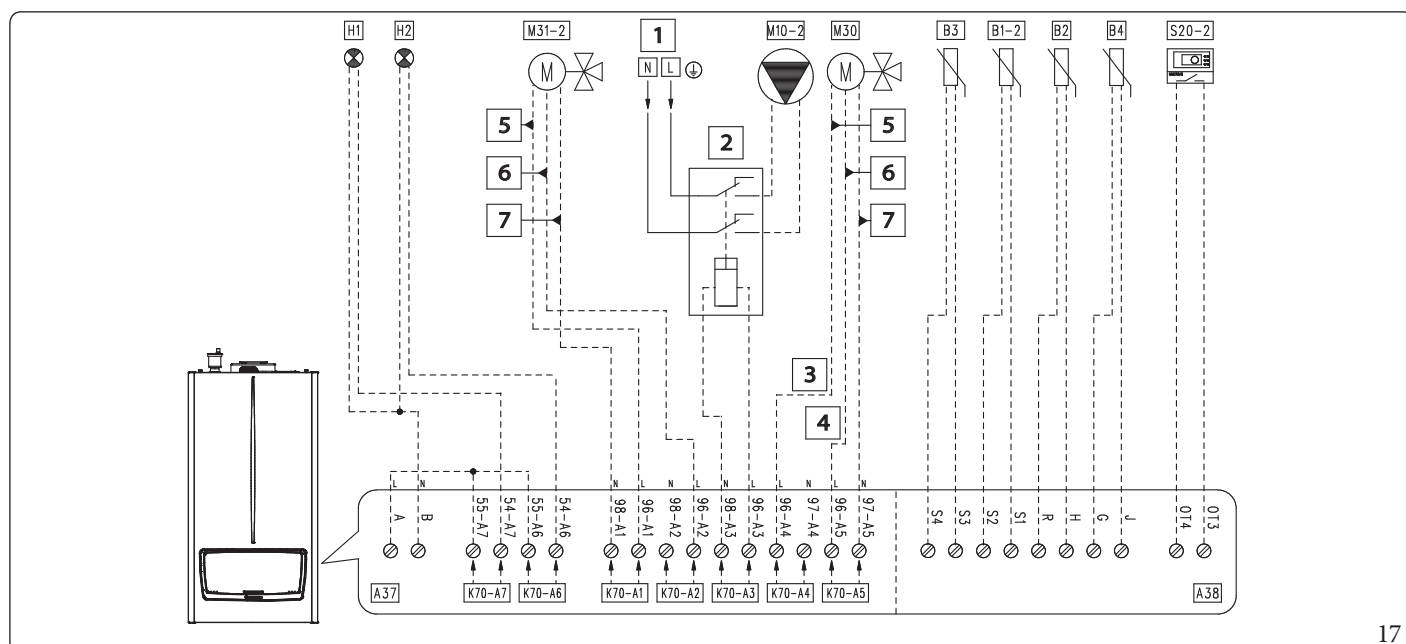 H1 H2 M31-2 1 M10-2 M30 B3 B1-2 B2 B4 S20-2
N L
M M
5 5
2
6 6
7 7
3
4
L N N L N L N L L N L N
A B 55-A7 54-A7 55-A6 54-A6 98-A1 96-A1 98-A2 96-A2 98-A3 96-A3 96-A4 97-A4 96-A5 97-A5 S4 S3 S2 S1 R H G J OT4 OT3
A37 K70-A7 K70-A6 K70-A1 K70-A2 K70-A3 K70-A4 K70-A5 A38
17